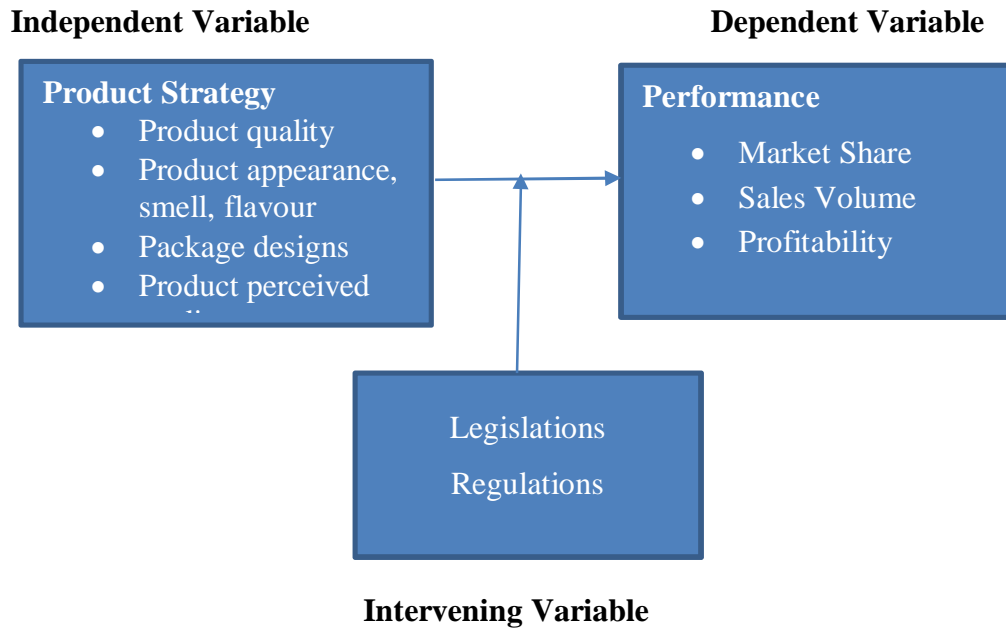 Independent Variable
Dependent Variable
Product Strategy
• Product quality
• Product appearance,
smell, flavour
• Package designs
• Product perceived
Performance
• Market Share
• Sales Volume
• Profitability
Legislations
Regulations
Intervening Variable